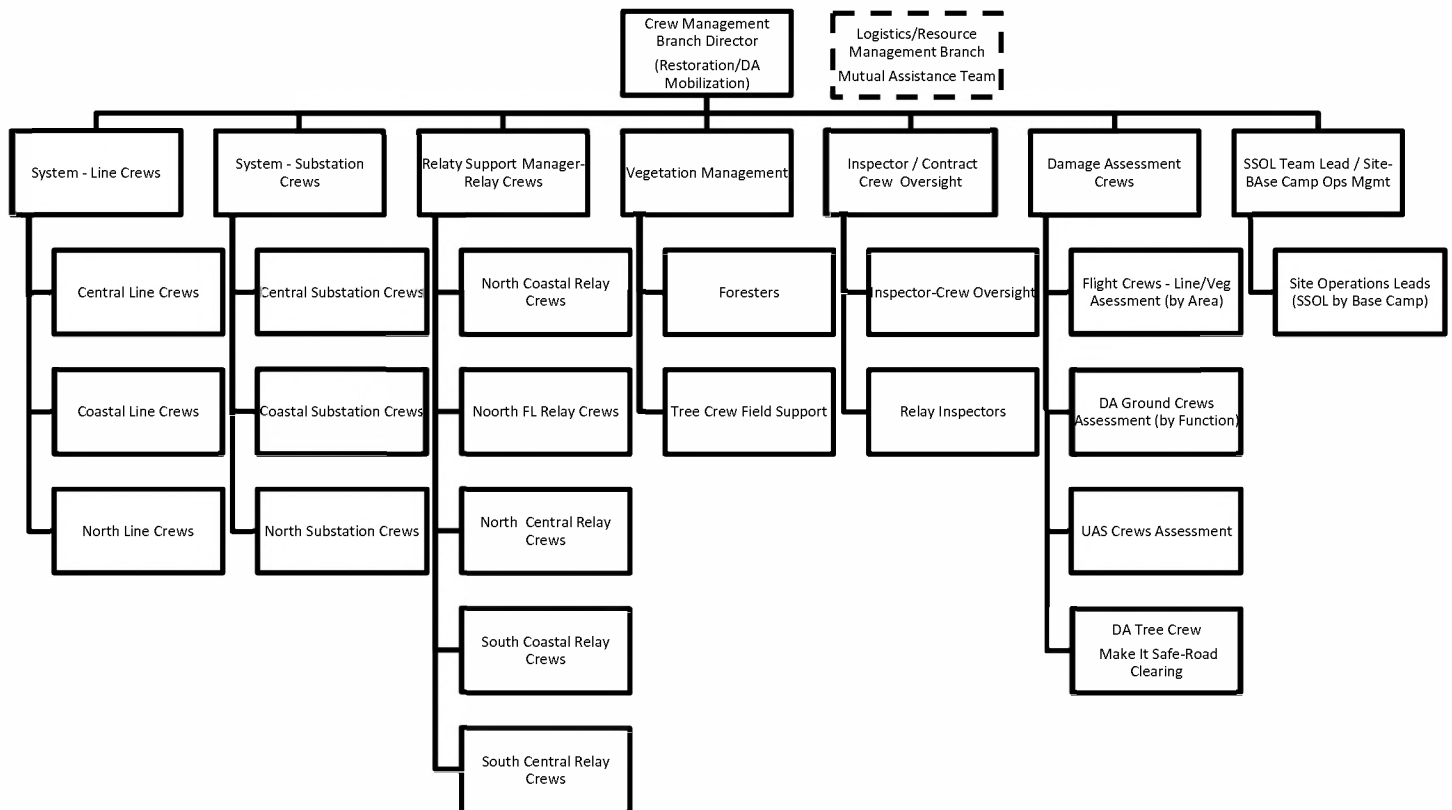 Crew Management
Branch Director
(Restoration/DA
Mobilization)
Logistics/Resource
Management Branch
Mutual Assistance Team
System - Line Crews
System - Substation
Crews
Relaty Support Manager-
Relay Crews
Vegetation Management
Inspector / Contract
Crew Oversight
Damage Assessment
Crews
SSOL Team Lead / Site-
BAse Camp Ops Mgmt
Central Line Crews
Coastal Line Crews
North Line Crews
Central Substation Crews
Coastal Substation Crews
North Substation Crews
North Coastal Relay
Crews
Noorth FL Relay Crews
North Central Relay
Crews
South Coastal Relay
Crews
South Central Relay
Crews
Foresters
Tree Crew Field Support
Inspector-Crew Oversight
Relay Inspectors
Flight Crews - Line/Veg
Asessment (by Area)
DA Ground Crews
Assessment (by Function)
UAS Crews Assessment
DA Tree Crew
Make It Safe-Road
Clearing
Site Operations Leads
(SSOL by Base Camp)